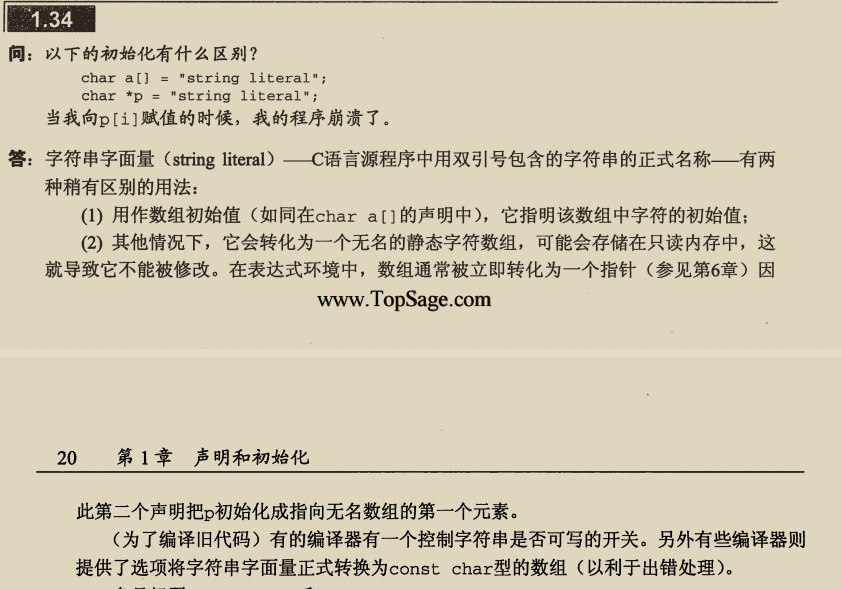 1.34
问：以下的初始化有什么区别？
char a[] = "string literal";
char *p = "string literal";
当我向p[i]赋值的时候，我的程序崩溃了。
答：字符串字面量（string literal）——C语言源程序中用双引号包含的字符串的正式名称——有两
种稍有区别的用法：
(1) 用作数组初始值（如同在char a[]的声明中），它指明该数组中字符的初始值；
(2) 其他情况下，它会转化为一个无名的静态字符数组，可能会存储在只读内存中，这
就导致它不能被修改。在表达式环境中，数组通常被立即转化为一个指针（参见第6章）因
www.TopSage.com
20 第 1 章 声明和初始化
此第二个声明把p初始化成指向无名数组的第一个元素。
（为了编译旧代码）有的编译器有一个控制字符串是否可写的开关。另外有些编译器则
提供了选项将字符串字面量正式转换为const char型的数组（以利于出错处理）。